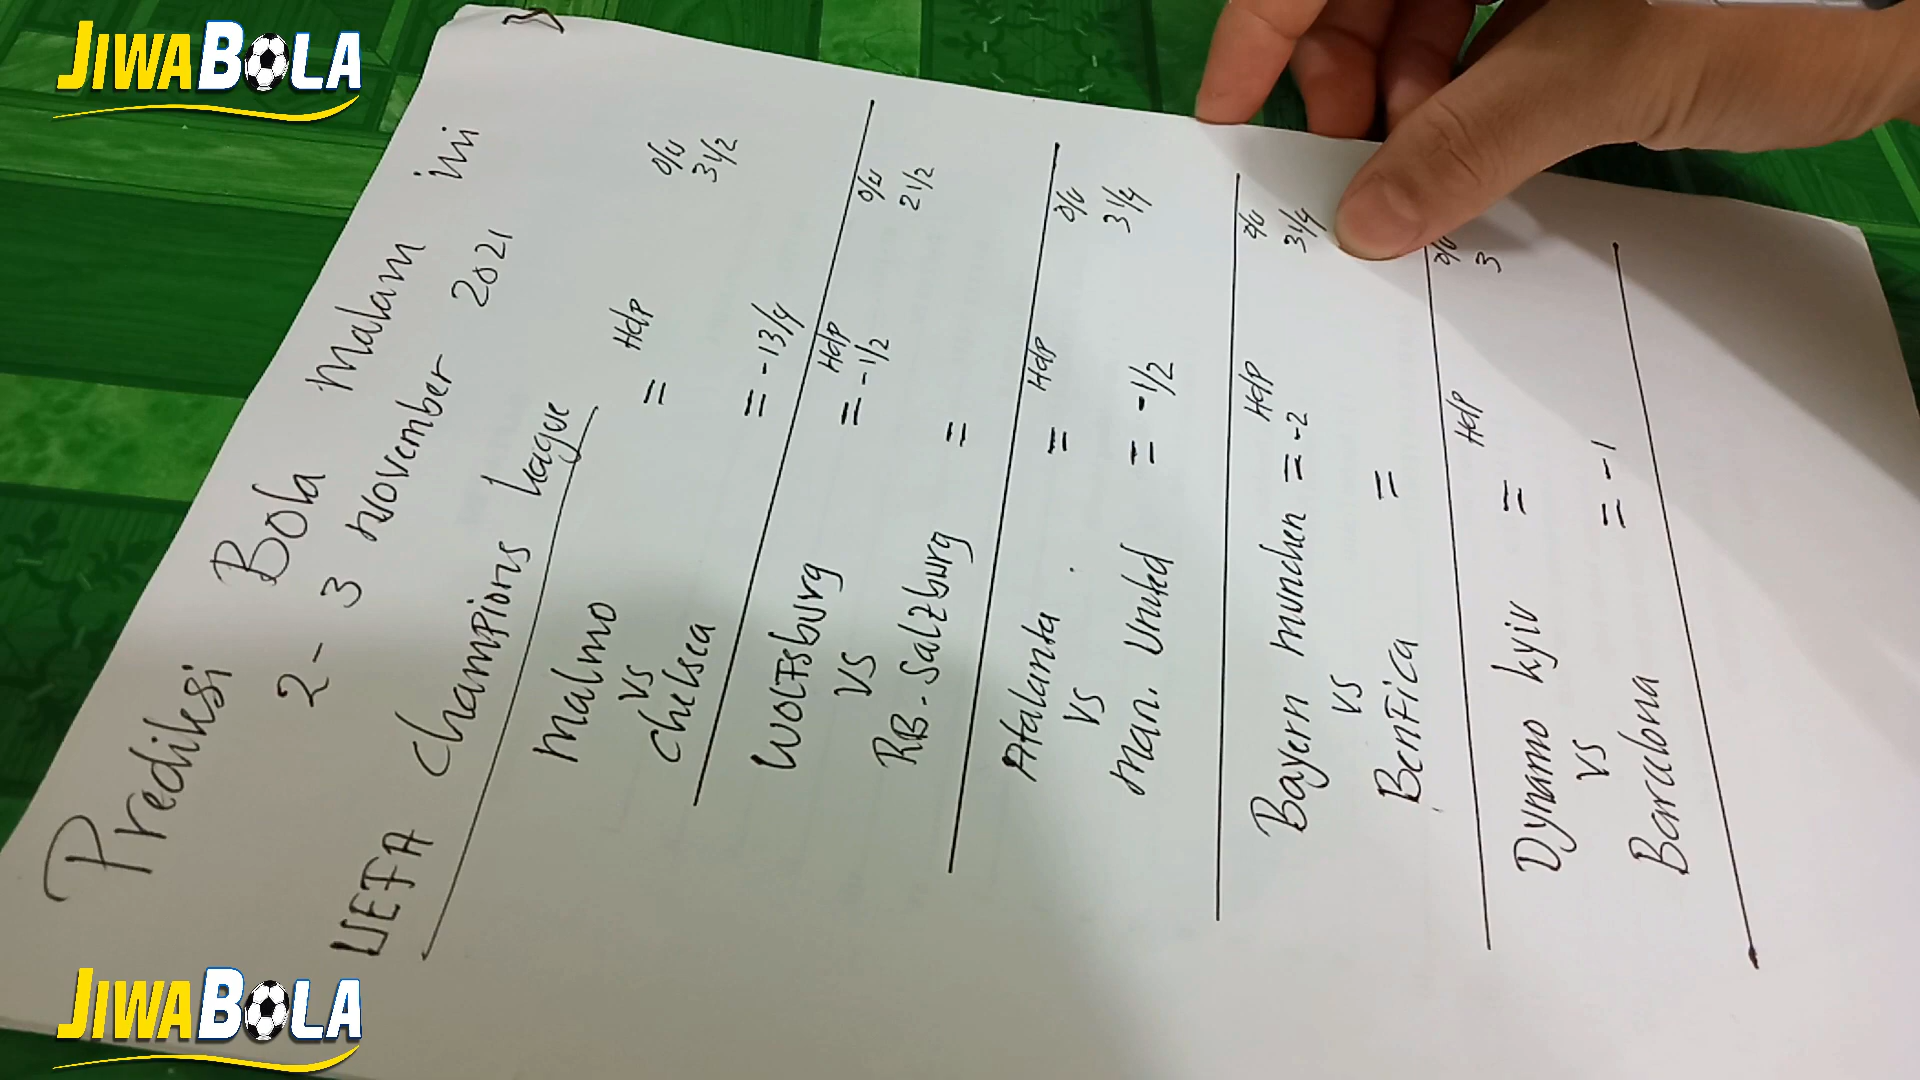 JIWABOLA
Prediksi Bola malam ini
2 - 3 november 2021
UEFA Champions league
Hdp o/u
malmo = 3 1/2
vs
chelsea = -1 3/4
Hdp o/u
WOLFSburg = -1/2 2 1/2
VS
RB-Salzburg =
Hdp o/u
Atalanta = 3 1/4
vs
man. United = -1/2
Hdp o/u
Bayern munchen = -2 3 1/4
vs
BenFica =
Hdp o/u
Dynamo kyiv = 3
vs
Barcelona = -1
JIWABOLA